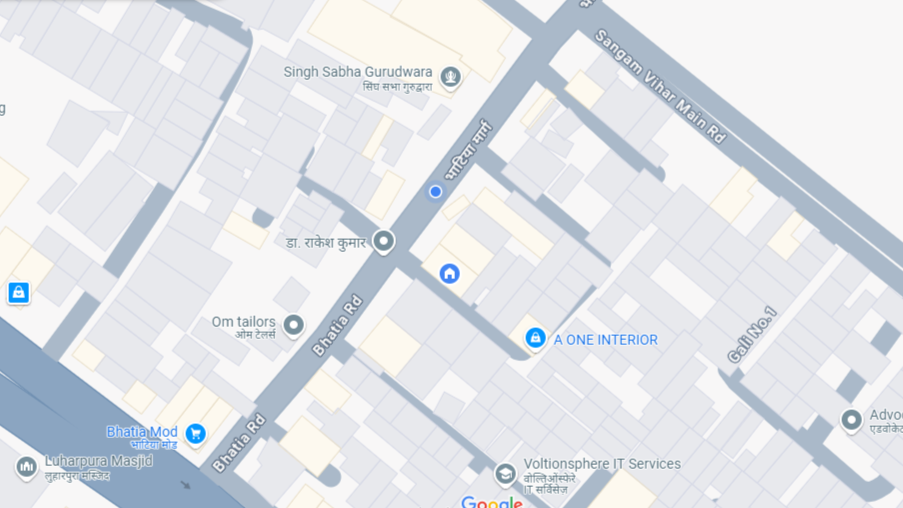 Singh Sabha Gurudwara
सिंघ सभा गुरुद्वारा
Sangam Vihar Main Rd
भाटिया मार्ग
डा. राकेश कुमार
Om tailors
ओम टेलर्स
Bhatia Rd
A ONE INTERIOR
Gali No.1
Bhatia Mod
भाटिया मोड़
Bhatia Rd
Luharpura Masjid
लुहारपुरा मस्जिद
Voltionsphere IT Services
वोल्तिओंस्फेरे
IT सर्विसेज
Advo
एडवोकेट
Google